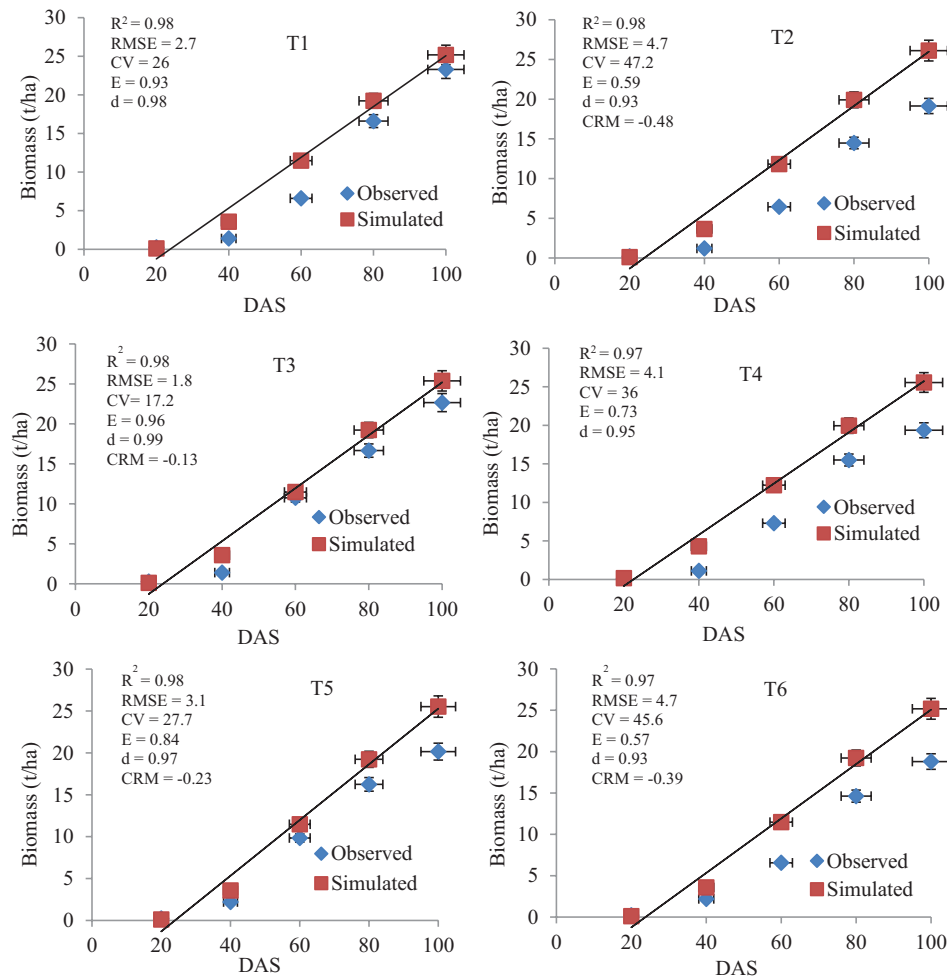 R² = 0.98
RMSE = 2.7
CV = 26
E = 0.93
d = 0.98
T1
Biomass (t/ha)
30
25
20
15
10
5
0
Observed
Simulated
0 20 40 60 80 100
DAS
R² = 0.98
RMSE = 4.7
CV = 47.2
E = 0.59
d = 0.93
CRM = -0.48
T2
Biomass (t/ha)
30
25
20
15
10
5
0
Observed
Simulated
0 20 40 60 80 100
DAS
R² = 0.98
RMSE = 1.8
CV= 17.2
E = 0.96
d = 0.99
CRM = -0.13
T3
Biomass (t/ha)
30
25
20
15
10
5
0
Observed
Simulated
0 20 40 60 80 100
DAS
R² = 0.97
RMSE = 4.1
CV = 36
E = 0.73
d = 0.95
T4
Biomass (t/ha)
30
25
20
15
10
5
0
Observed
Simulated
0 20 40 60 80 100
DAS
R² = 0.98
RMSE = 3.1
CV = 27.7
E = 0.84
d = 0.97
CRM = -0.23
T5
Biomass (t/ha)
30
25
20
15
10
5
0
Observed
Simulated
0 20 40 60 80 100
DAS
R² = 0.97
RMSE = 4.7
CV = 45.6
E = 0.57
d = 0.93
CRM = -0.39
T6
Biomass (t/ha)
30
25
20
15
10
5
0
Observed
Simulated
0 20 40 60 80 100
DAS